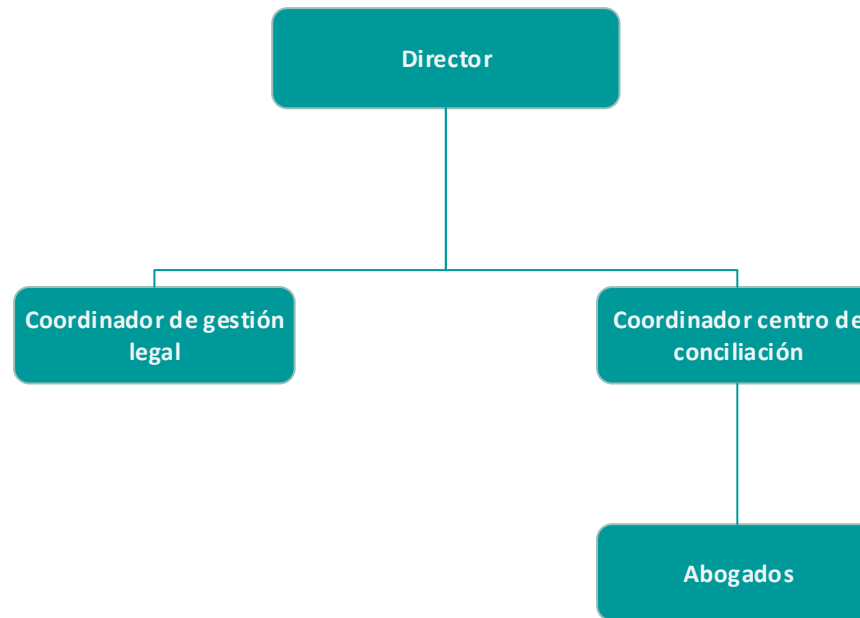 Director
Coordinador de gestión
legal
Coordinador centro de
conciliación
Abogados